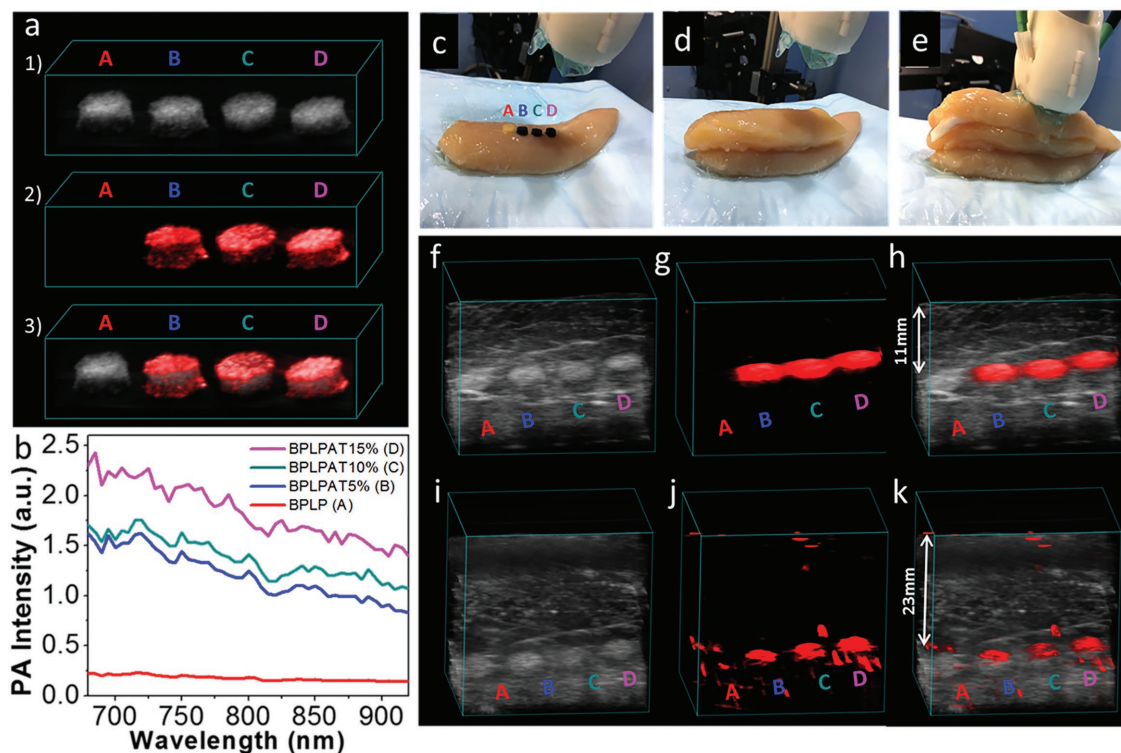 a
1)
A B C D
2)
A B C D
3)
A B C D
b
PA Intensity (a.u.)
2.5
2.0
1.5
1.0
0.5
0.0
BPLPAT15% (D)
BPLPAT10% (C)
BPLPAT5% (B)
BPLP (A)
700 750 800 850 900
Wavelength (nm)
c
A B C D
d
e
f
A B C D
g
A B C D
h
11mm
A B C D
i
A B C D
j
A B C D
k
23mm
A B C D